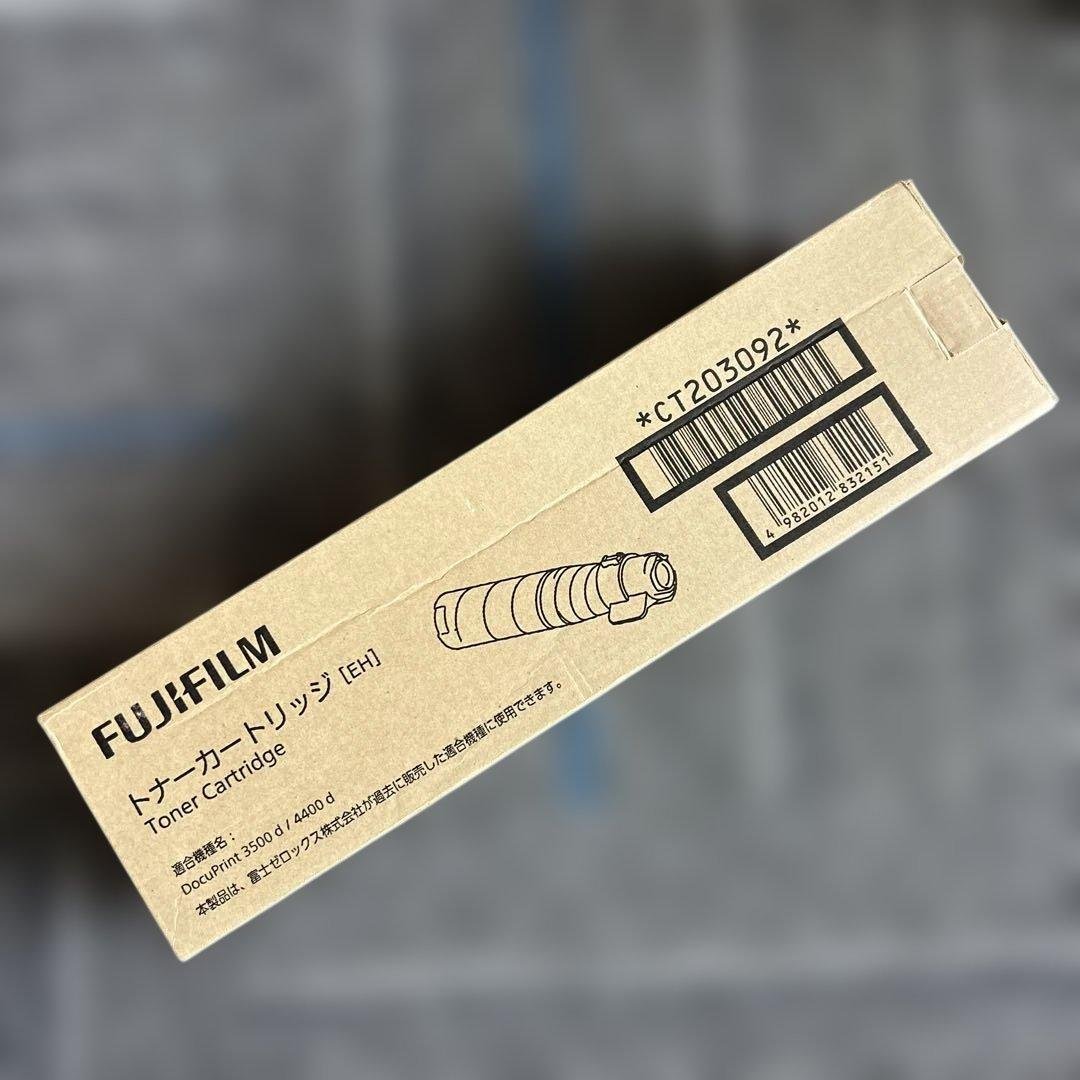 FUJIFILM
トナーカートリッジ [EH]
Toner Cartridge
適合機種名：
DocuPrint 3500 d / 4400 d
本製品は、富士ゼロックス株式会社が過去に販売した適合機種に使用できます。
*CT203092*
4 982012 832151